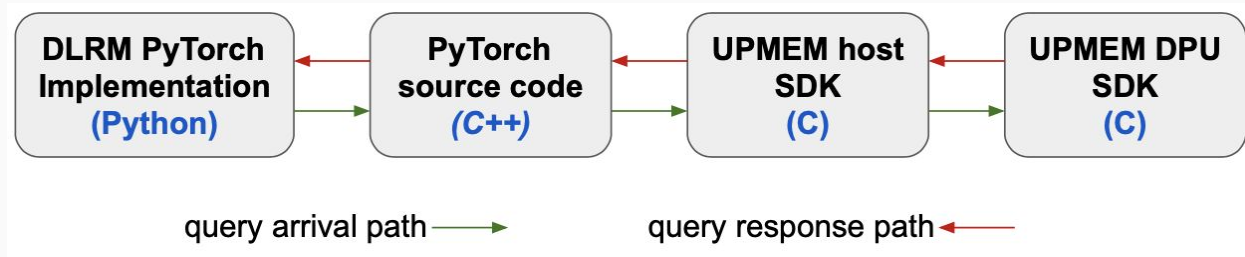 DLRM PyTorch
Implementation
(Python)
PyTorch
source code
(C++)
UPMEM host
SDK
(C)
UPMEM DPU
SDK
(C)
query arrival path
query response path